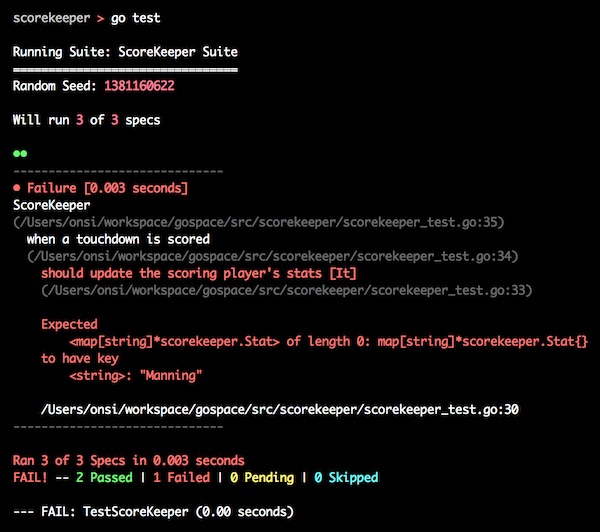 scorekeeper > go test
Running Suite: ScoreKeeper Suite
================================
Random Seed: 1381160622
Will run 3 of 3 specs
••
------------------------------
• Failure [0.003 seconds]
ScoreKeeper
(/Users/onsi/workspace/gospace/src/scorekeeper/scorekeeper_test.go:35)
when a touchdown is scored
(/Users/onsi/workspace/gospace/src/scorekeeper/scorekeeper_test.go:34)
should update the scoring player's stats [It]
(/Users/onsi/workspace/gospace/src/scorekeeper/scorekeeper_test.go:33)
Expected
<map[string]*scorekeeper.Stat> of length 0: map[string]*scorekeeper.Stat{}
to have key
<string>: "Manning"
/Users/onsi/workspace/gospace/src/scorekeeper/scorekeeper_test.go:30
------------------------------
Ran 3 of 3 Specs in 0.003 seconds
FAIL! -- 2 Passed | 1 Failed | 0 Pending | 0 Skipped
--- FAIL: TestScoreKeeper (0.00 seconds)